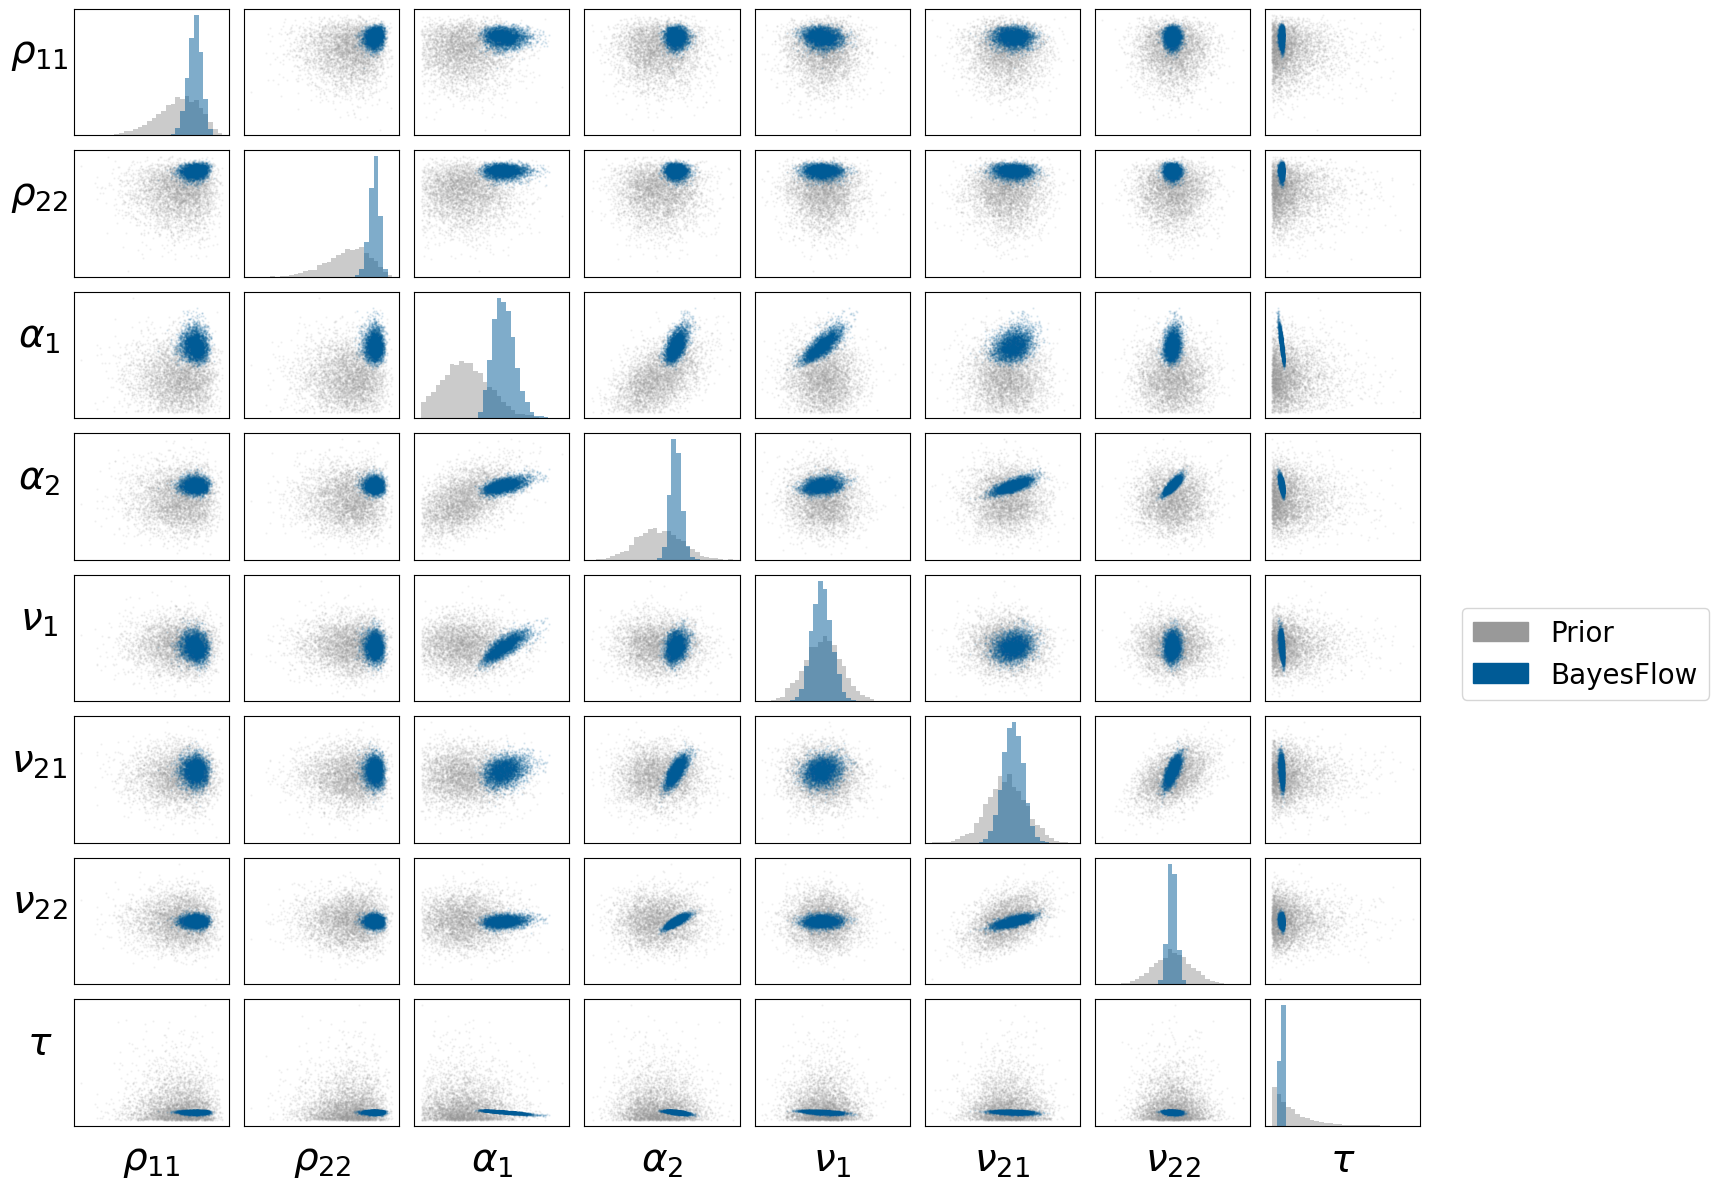 ρ₁₁
ρ₂₂
α₁
α₂
ν₁
ν₂₁
ν₂₂
τ
ρ₁₁ ρ₂₂ α₁ α₂ ν₁ ν₂₁ ν₂₂ τ
Prior
BayesFlow